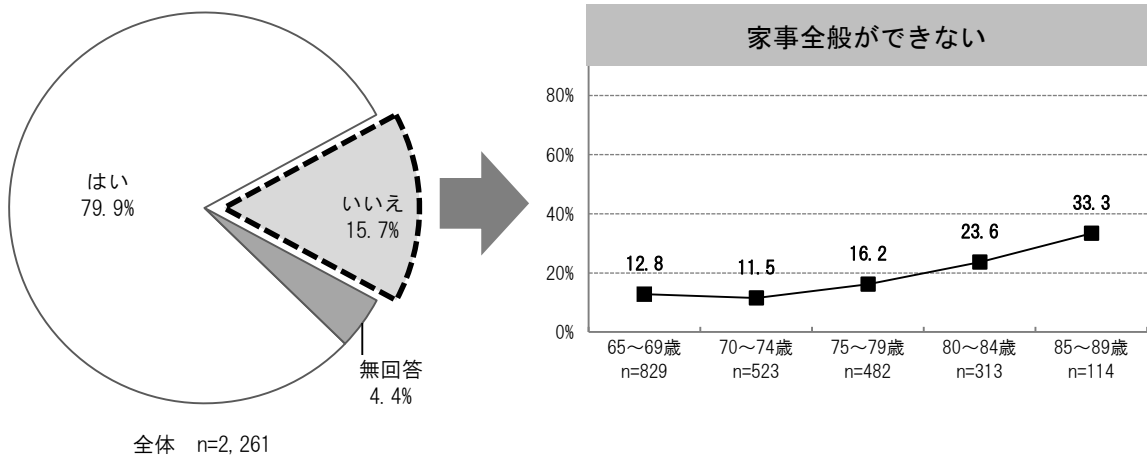 はい
79.9%
いいえ
15.7%
無回答
4.4%
全体 n=2,261
家事全般ができない
80%
60%
40%
20%
0%
12.8
11.5
16.2
23.6
33.3
65～69歳
n=829
70～74歳
n=523
75～79歳
n=482
80～84歳
n=313
85～89歳
n=114